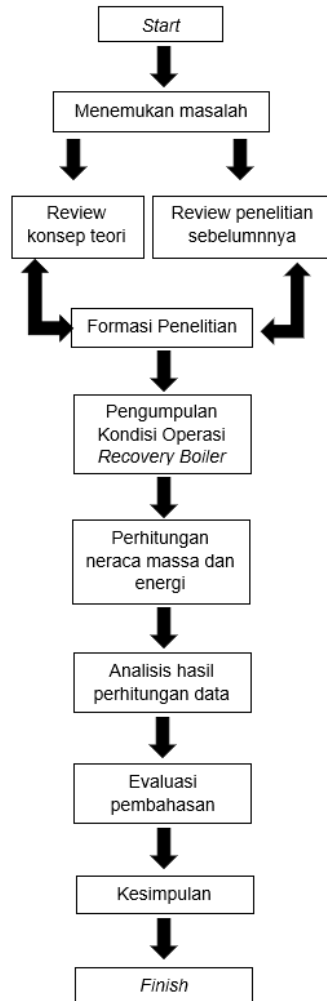 Start
Menemukan masalah
Review
konsep teori
Review penelitian
sebelumnnya
Formasi Penelitian
Pengumpulan
Kondisi Operasi
Recovery Boiler
Perhitungan
neraca massa dan
energi
Analisis hasil
perhitungan data
Evaluasi
pembahasan
Kesimpulan
Finish